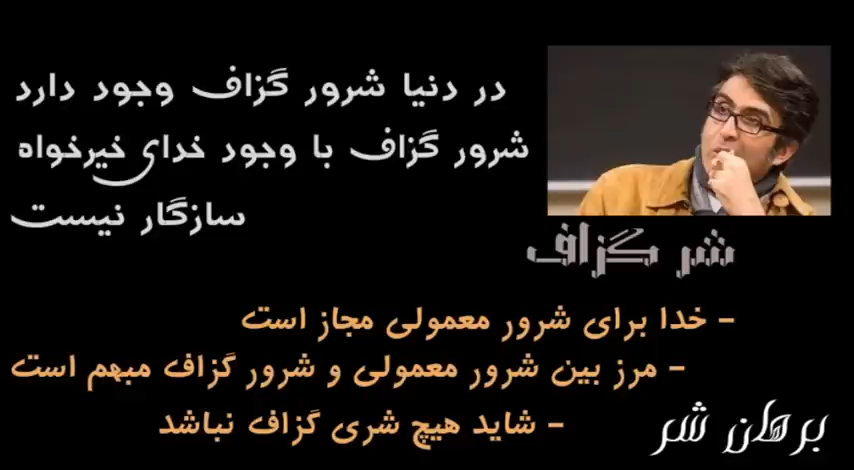 در دنیا شرور گزاف وجود دارد
شرور گزاف با وجود خدای خیرخواه
سازگار نیست
شر گزاف
- خدا برای شرور معمولی مجاز است
- مرز بین شرور معمولی و شرور گزاف مبهم است
- شاید هیچ شری گزاف نباشد
برهان شر